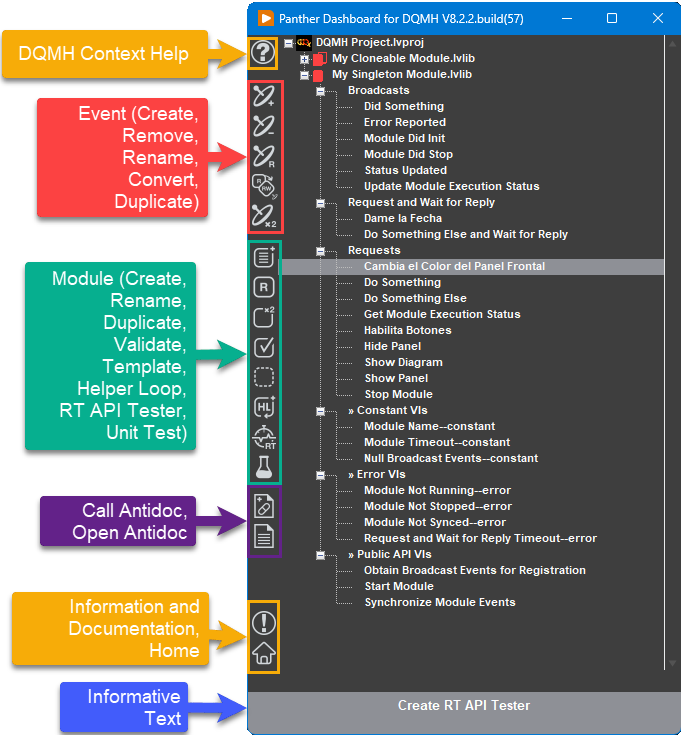 Panther Dashboard for DQMH V8.2.2.build(57)
DQMH Context Help
Event (Create,
Remove,
Rename,
Convert,
Duplicate)
Module (Create,
Rename,
Duplicate,
Validate,
Template,
Helper Loop,
RT API Tester,
Unit Test)
Call Antidoc,
Open Antidoc
Information and
Documentation,
Home
Informative
Text
R
R
RW
×2
R
×2
HL
RT
DQMH Project.lvproj
My Cloneable Module.lvlib
My Singleton Module.lvlib
Broadcasts
Did Something
Error Reported
Module Did Init
Module Did Stop
Status Updated
Update Module Execution Status
Request and Wait for Reply
Dame la Fecha
Do Something Else and Wait for Reply
Requests
Cambia el Color del Panel Frontal
Do Something
Do Something Else
Get Module Execution Status
Habilita Botones
Hide Panel
Show Diagram
Show Panel
Stop Module
» Constant VIs
Module Name--constant
Module Timeout--constant
Null Broadcast Events--constant
» Error VIs
Module Not Running--error
Module Not Stopped--error
Module Not Synced--error
Request and Wait for Reply Timeout--error
» Public API VIs
Obtain Broadcast Events for Registration
Start Module
Synchronize Module Events
Create RT API Tester